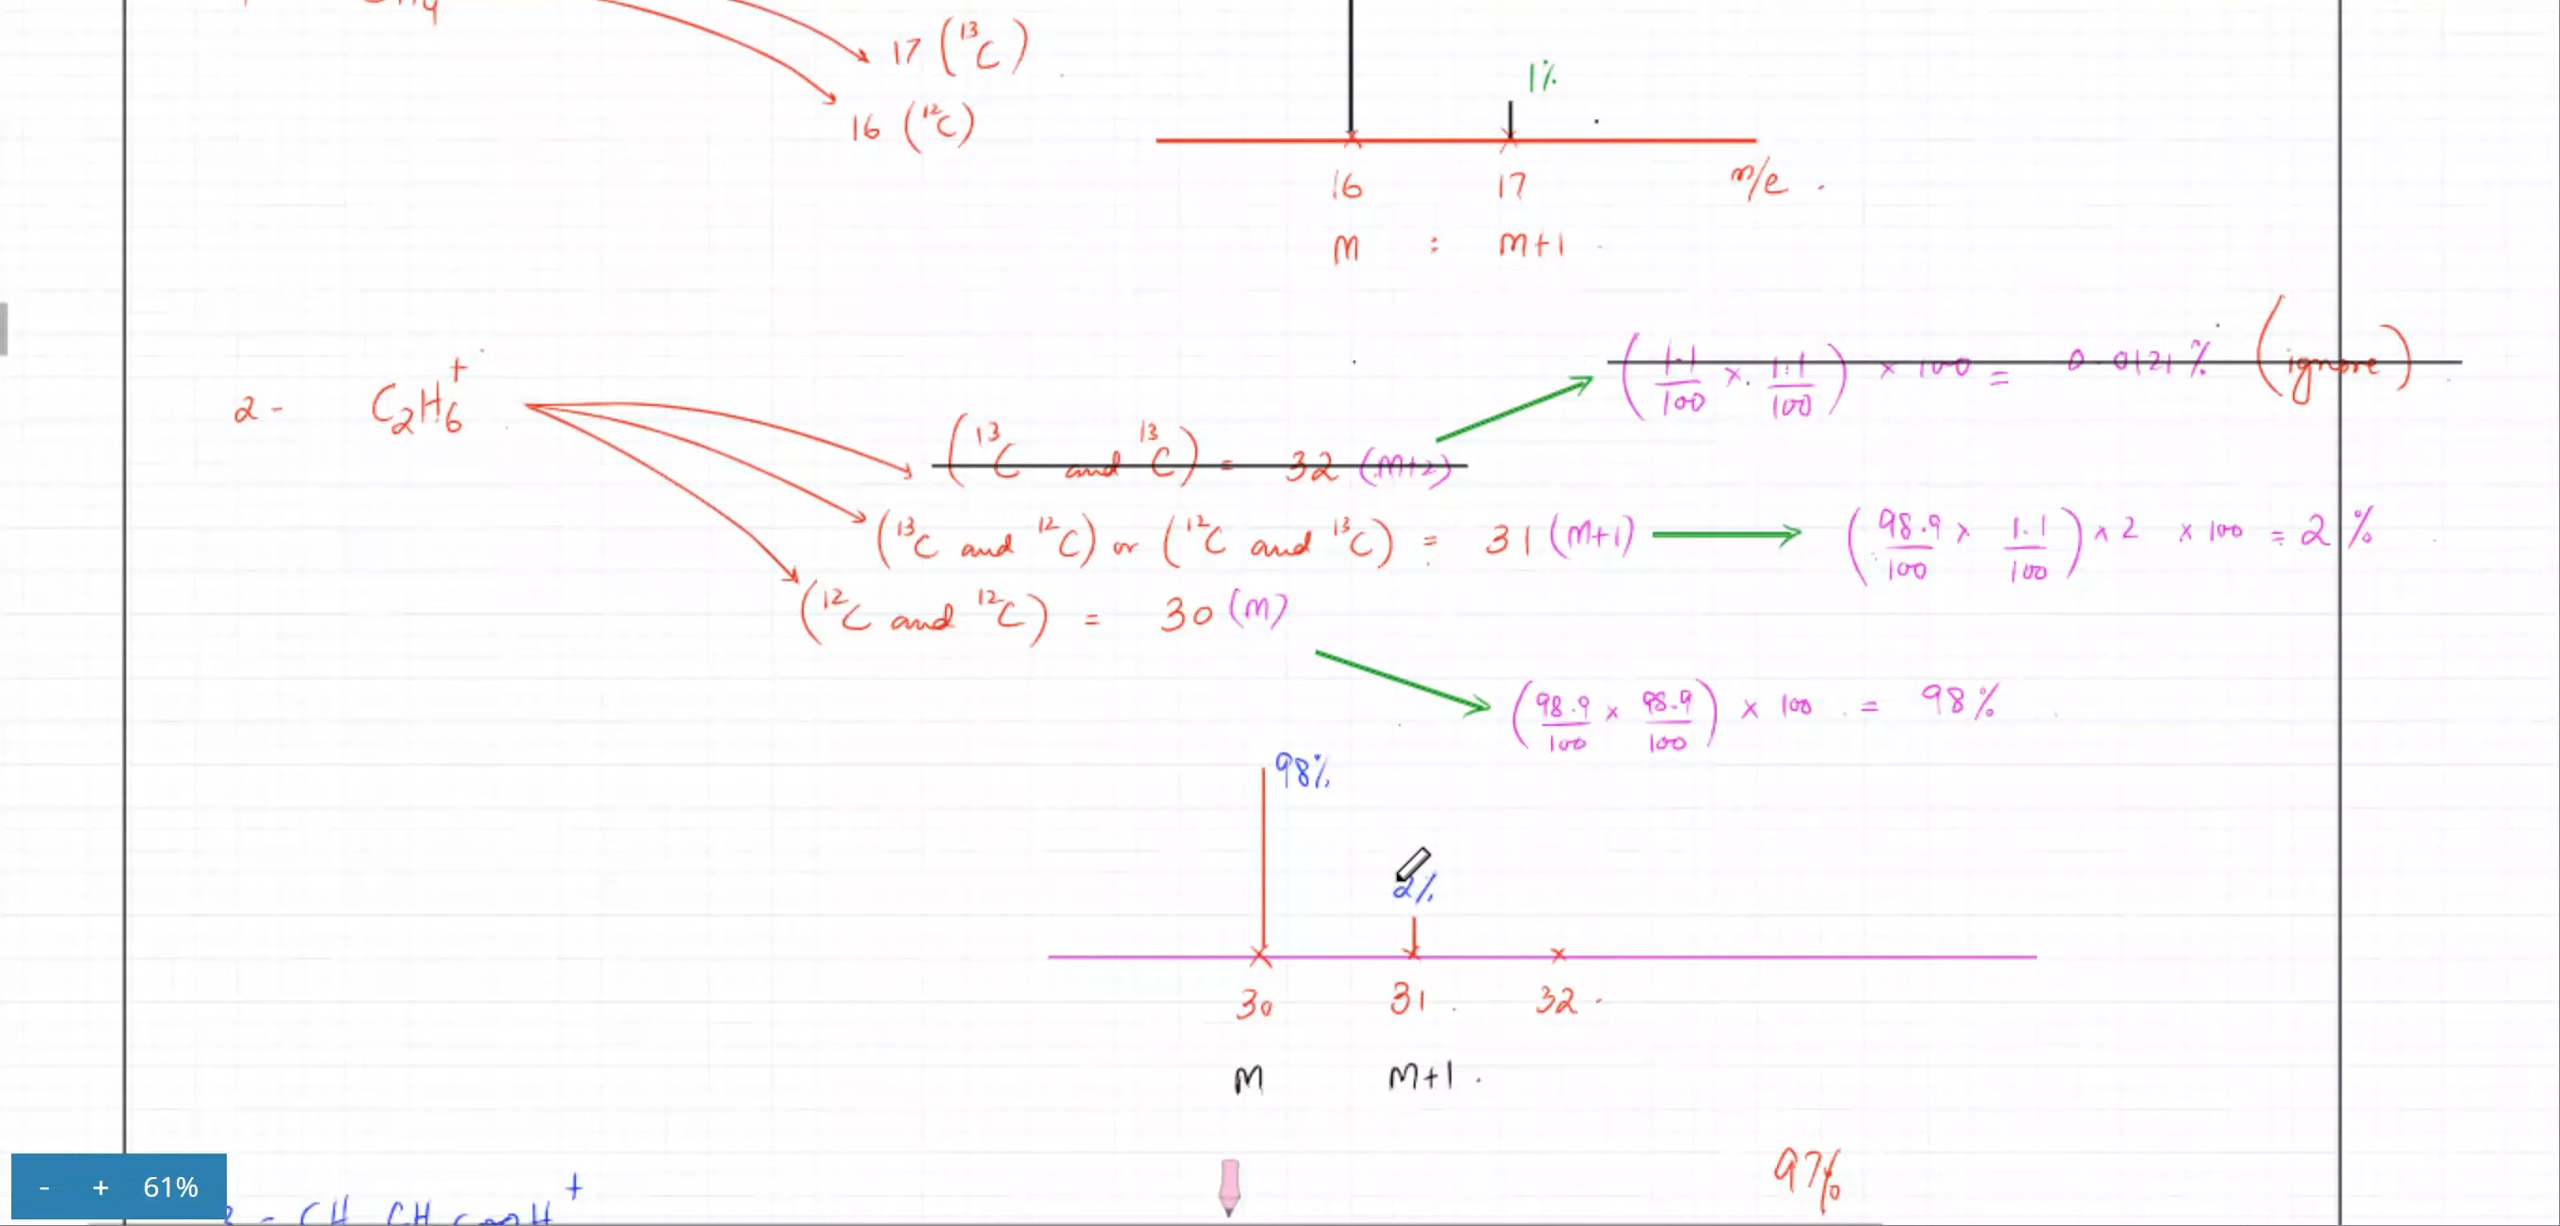 17 (¹³C)
16 (¹²C)
1%
16 17 m/e
m : m+1
2- C₂H₆⁺
(¹³C and ¹³C) = 32 (m+2)
(1.1/100 × 1.1/100) × 100 = 0.0121% (ignore)
(¹³C and ¹²C) or (¹²C and ¹³C) = 31 (m+1)
(98.9/100 × 1.1/100) × 2 × 100 = 2%
(¹²C and ¹²C) = 30 (m)
(98.9/100 × 98.9/100) × 100 = 98%
98%
2%
30 31 32
m m+1
97%
- + 61%